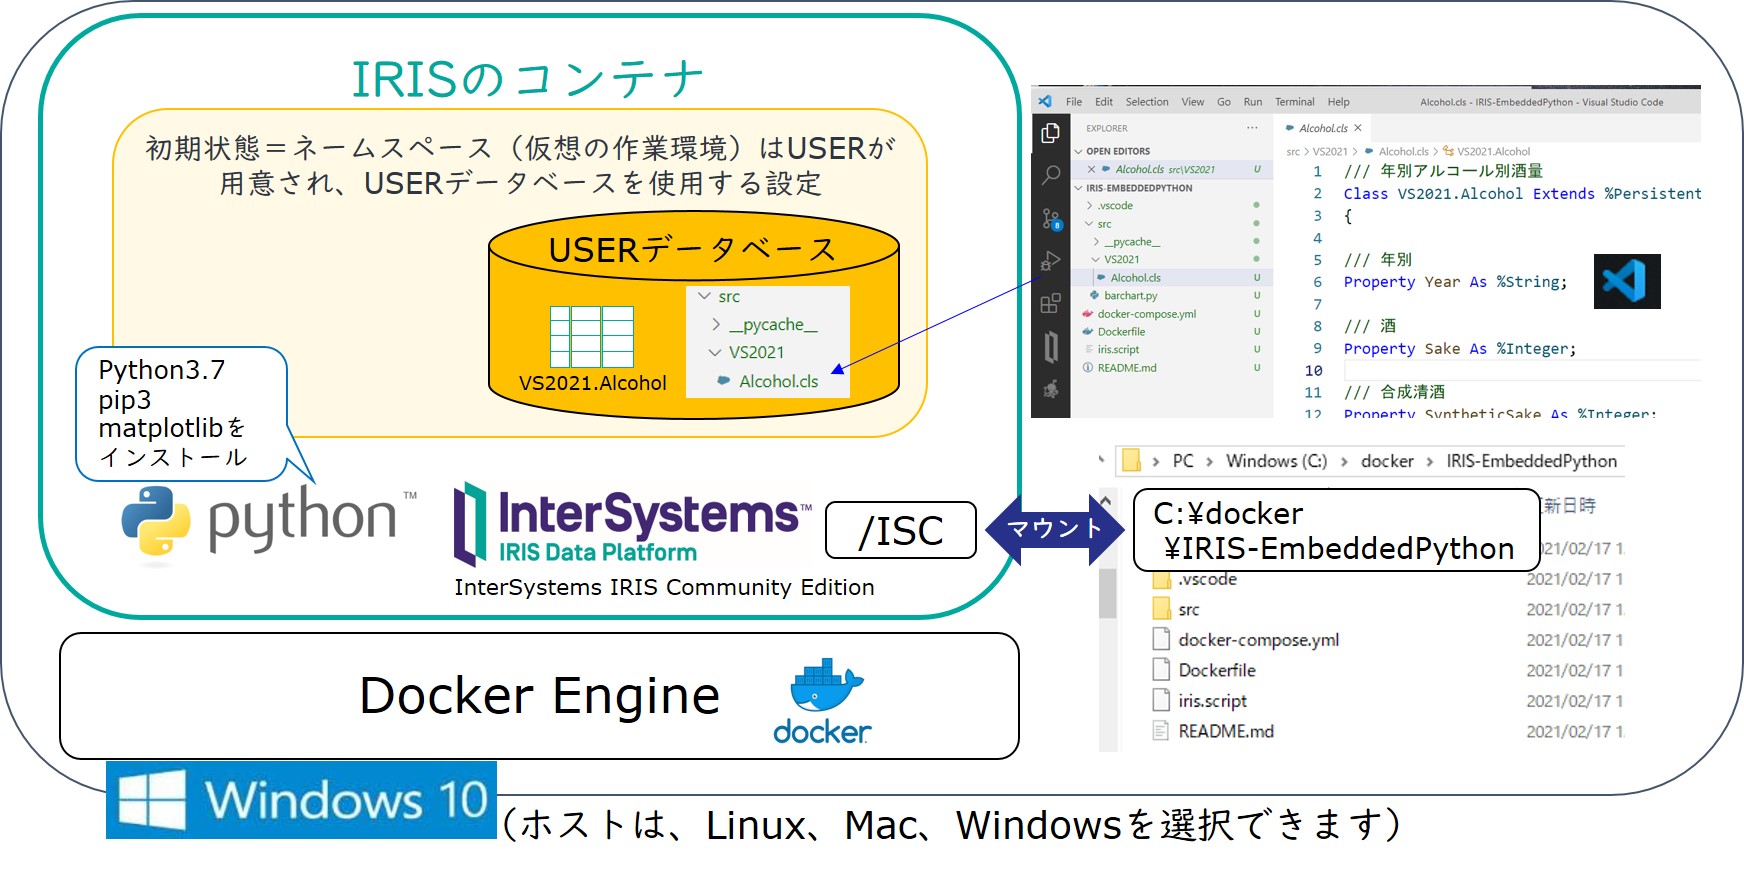 IRISのコンテナ
初期状態＝ネームスペース（仮想の作業環境）はUSERが
用意され、USERデータベースを使用する設定
USERデータベース
VS2021.Alcohol
src
__pycache__
VS2021
Alcohol.cls
Python3.7
pip3
matplotlibを
インストール
python™
InterSystems™
IRIS Data Platform
InterSystems IRIS Community Edition
/ISC
マウント
Docker Engine
docker
Windows 10
（ホストは、Linux、Mac、Windowsを選択できます）
File Edit Selection View Go Run Terminal Help Alcohol.cls - IRIS-EmbeddedPython - Visual Studio Code
EXPLORER ···
OPEN EDITORS
Alcohol.cls src\VS2021 U
IRIS-EMBEDDEDPYTHON
.vscode
src
__pycache__
VS2021
Alcohol.cls U
barchart.py U
docker-compose.yml U
Dockerfile U
iris.script U
README.md U
8
Alcohol.cls ×
src > VS2021 > Alcohol.cls > VS2021.Alcohol
1 /// 年別アルコール別酒量
2 Class VS2021.Alcohol Extends %Persistent
3 {
4
5 /// 年別
6 Property Year As %String;
7
8 /// 酒
9 Property Sake As %Integer;
10
11 /// 合成清酒
12 Property SyntheticSake As %Integer;
> PC > Windows (C:) > docker > IRIS-EmbeddedPython
C:¥docker
¥IRIS-EmbeddedPython
新日時
21/02/17 1
.vscode 2021/02/17 1
src 2021/02/17 1
docker-compose.yml 2021/02/17 1
Dockerfile 2021/02/17 1
iris.script 2021/02/17 1
README.md 2021/02/17 1